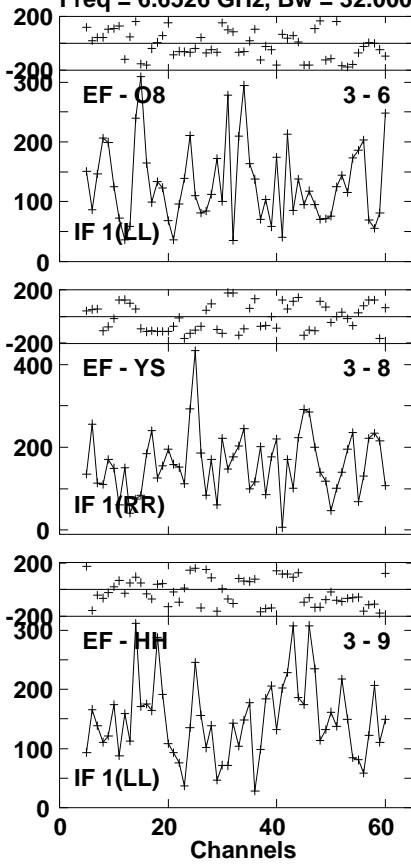 Freq = 6.6526 GHz, Bw = 32.000
200
-200
300
EF - O8 3 - 6
200
100
IF 1(LL)
0
200
-200
400
EF - YS 3 - 8
200
IF 1(RR)
0
200
-200
300
EF - HH 3 - 9
200
100
IF 1(LL)
0
0 20 40 60
Channels